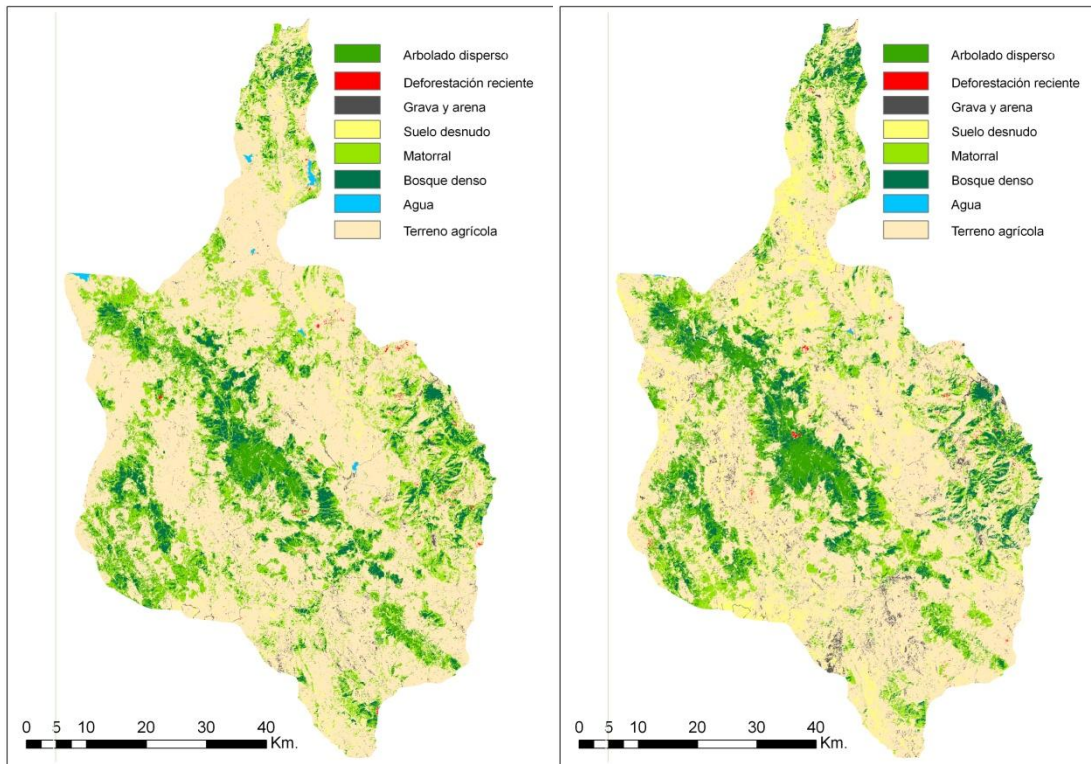 Arbolado disperso
Deforestación reciente
Grava y arena
Suelo desnudo
Matorral
Bosque denso
Agua
Terreno agrícola
0 5 10 20 30 40
Km.
Arbolado disperso
Deforestación reciente
Grava y arena
Suelo desnudo
Matorral
Bosque denso
Agua
Terreno agrícola
0 5 10 20 30 40
Km.